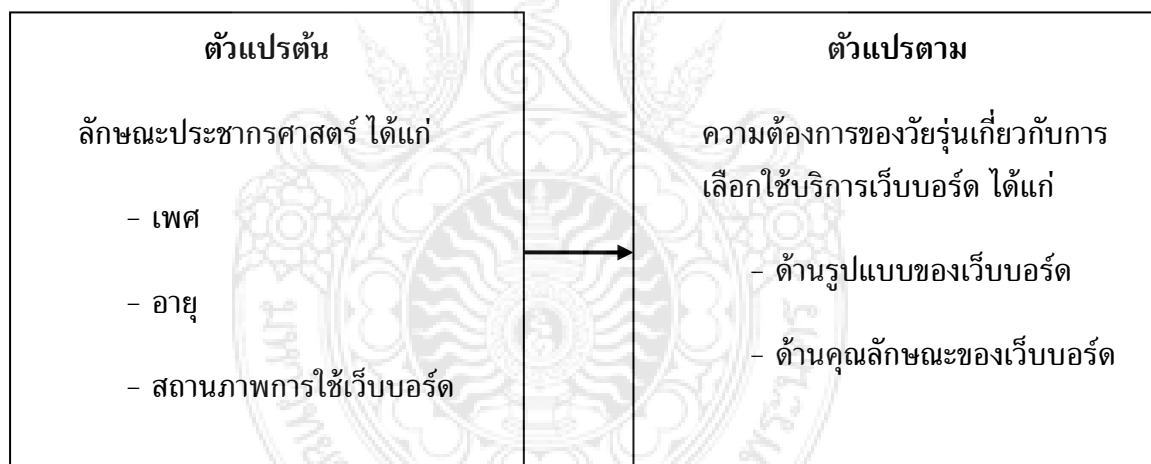 ตัวแปรต้น
ลักษณะประชากรศาสตร์ ได้แก่
- เพศ
- อายุ
- สถานภาพการใช้เว็บบอร์ด
ตัวแปรตาม
ความต้องการของวัยรุ่นเกี่ยวกับการ
เลือกใช้บริการเว็บบอร์ด ได้แก่
- ด้านรูปแบบของเว็บบอร์ด
- ด้านคุณลักษณะของเว็บบอร์ด